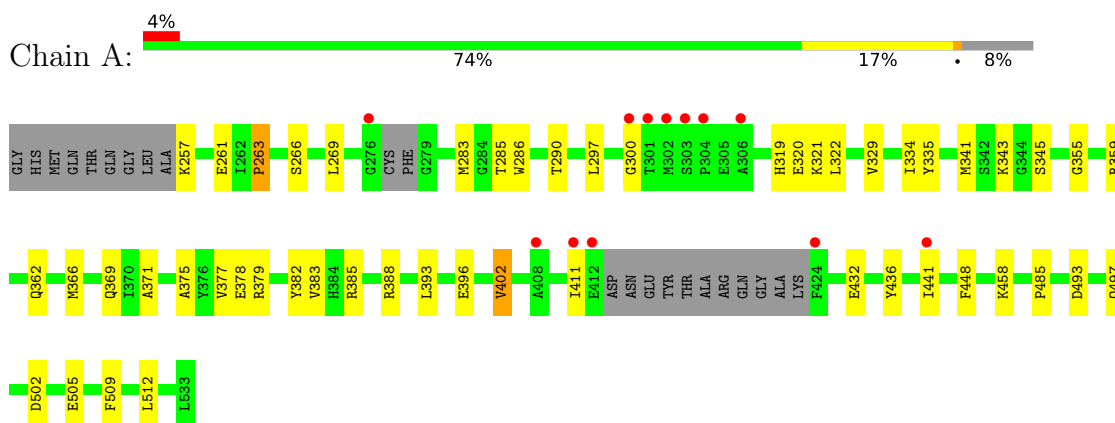 4%
Chain A:
74% 17% • 8%
GLY HIS MET GLN THR GLN GLY LEU ALA K257 E261 I262 P263 S266 L269 G276 CYS PHE G279 M283 G284 T285 W286 T290 L297 G300 T301 M302 S303 P304 E305 A306 H319 E320 K321 L322 V329 I334 Y335 M341 S342 K343 G344 S345 G355
Q362 M366 Q369 I370 A371 A375 Y376 V377 E378 R379 Y382 V383 H384 R385 R388 L393 E396 V402 A408 I411 E412 ASP ASN GLU TYR THR ALA ARG GLN GLY ALA LYS F424 E432 Y436 I441 F448 K458 P485 D493
D502 E505 F509 L512 L533